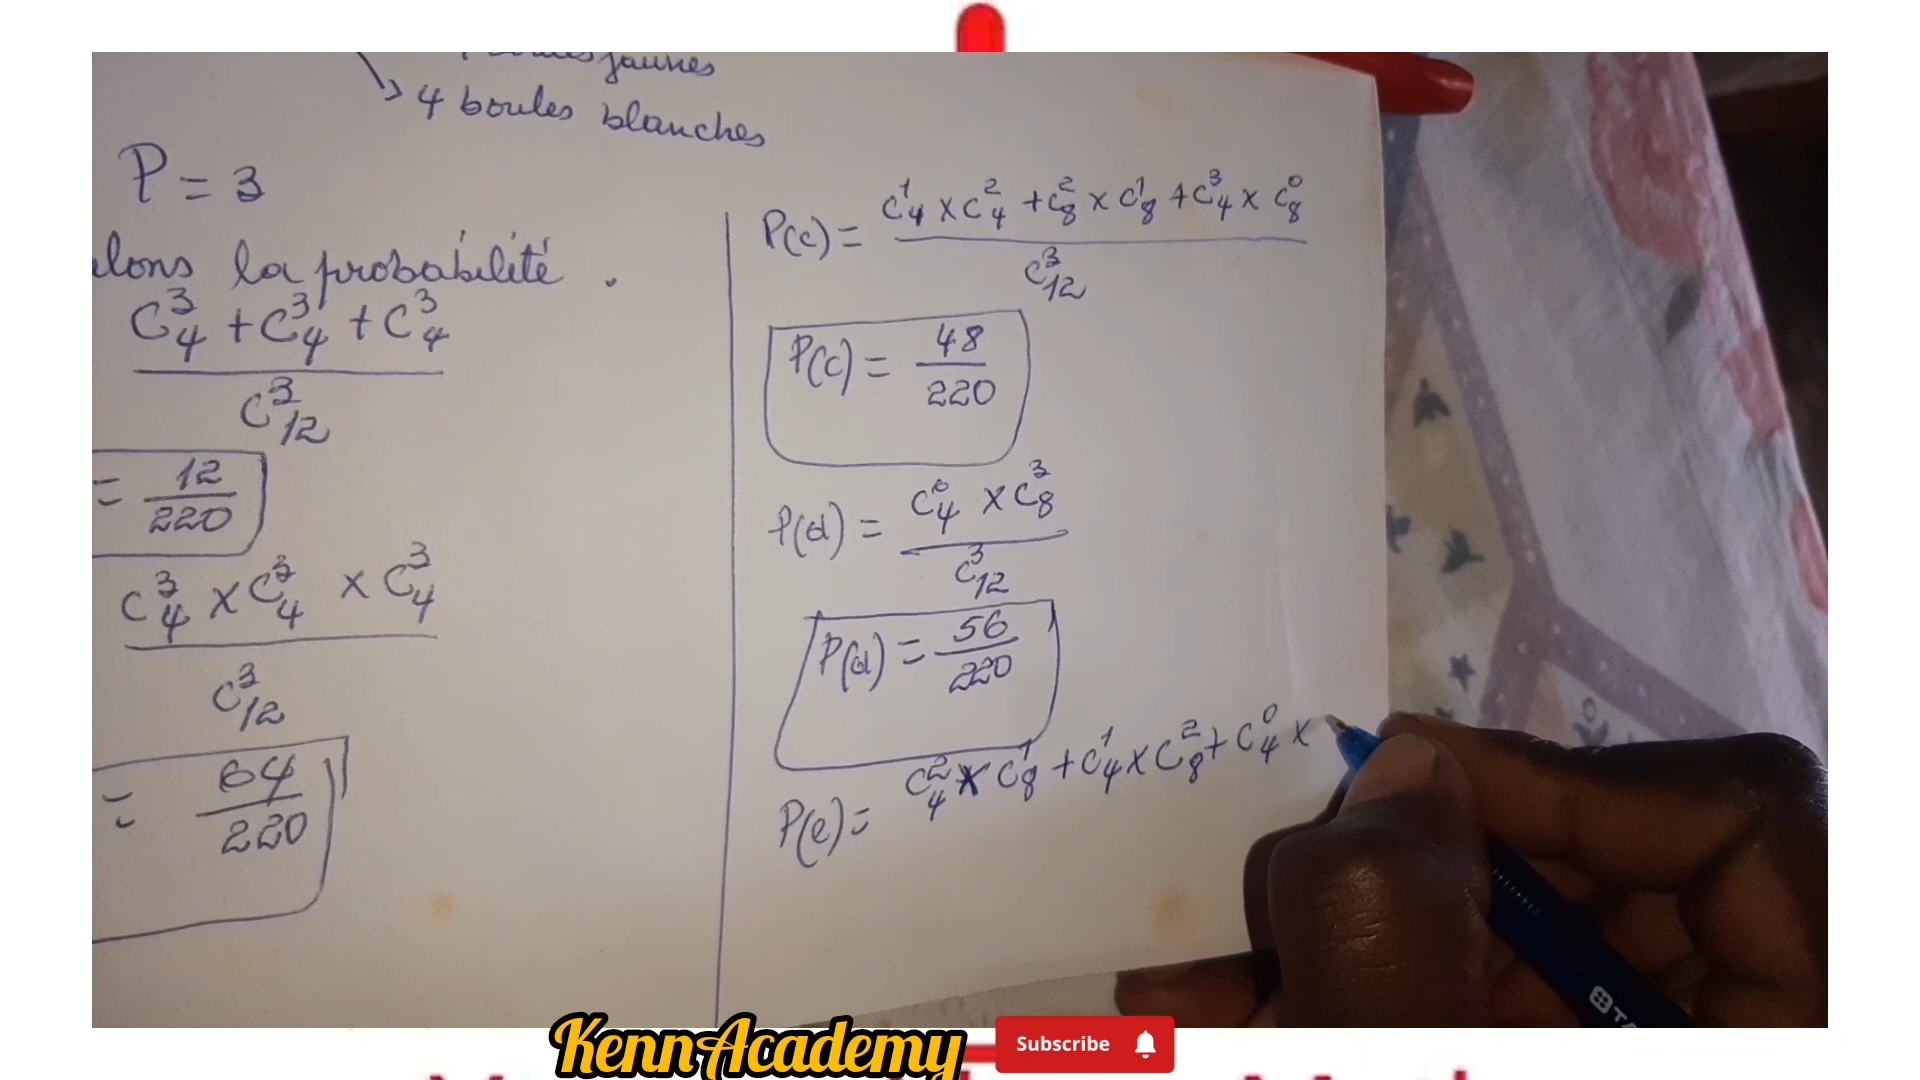 boules jaunes
→ 4 boules blanches
P = 3
lons la probabilité.
C³₄ + C³₄ + C³₄
C³₁₂
= 12
220
C³₄ × C³₄ × C³₄
C³₁₂
= 64
220
P(c) = C¹₄ × C²₄ + C²₈ × C¹₈ + C³₄ × C⁰₈
C³₁₂
P(c) = 48
220
P(d) = C⁰₄ × C³₈
C³₁₂
P(d) = 56
220
P(e) = C²₄ × C¹₈ + C¹₄ × C²₈ + C⁰₄ ×
KennAcademy
Subscribe